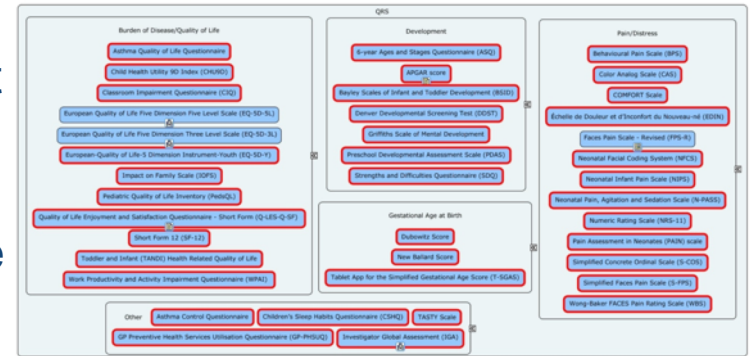 QRS
Burden of Disease/Quality of Life
Asthma Quality of Life Questionnaire
Child Health Utility 9D Index (CHU9D)
Classroom Impairment Questionnaire (CIQ)
European Quality of Life Five Dimension Five Level Scale (EQ-5D-5L)
European Quality of Life Five Dimension Three Level Scale (EQ-5D-3L)
European-Quality of Life-5 Dimension Instrument-Youth (EQ-5D-Y)
Impact on Family Scale (IOFS)
Pediatric Quality of Life Inventory (PedsQL)
Quality of Life Enjoyment and Satisfaction Questionnaire - Short Form (Q-LES-Q-SF)
Short Form 12 (SF-12)
Toddler and Infant (TANDI) Health Related Quality of Life
Work Productivity and Activity Impairment Questionnaire (WPAI)
Development
6-year Ages and Stages Questionnaire (ASQ)
APGAR score
Bayley Scales of Infant and Toddler Development (BSID)
Denver Developmental Screening Test (DDST)
Griffiths Scale of Mental Development
Preschool Developmental Assessment Scale (PDAS)
Strengths and Difficulties Questionnaire (SDQ)
Gestational Age at Birth
Dubowitz Score
New Ballard Score
Tablet App for the Simplified Gestational Age Score (T-SGAS)
Pain/Distress
Behavioural Pain Scale (BPS)
Color Analog Scale (CAS)
COMFORT Scale
Échelle de Douleur et d'Inconfort du Nouveau-né (EDIN)
Faces Pain Scale - Revised (FPS-R)
Neonatal Facial Coding System (NFCS)
Neonatal Infant Pain Scale (NIPS)
Neonatal Pain, Agitation and Sedation Scale (N-PASS)
Numeric Rating Scale (NRS-11)
Pain Assessment in Neonates (PAIN) scale
Simplified Concrete Ordinal Scale (S-COS)
Simplified Faces Pain Scale (S-FPS)
Wong-Baker FACES Pain Rating Scale (WBS)
Other
Asthma Control Questionnaire
Children's Sleep Habits Questionnaire (CSHQ)
TASTY Scale
GP Preventive Health Services Utilisation Questionnaire (GP-PHSUQ)
Investigator Global Assessment (IGA)
e